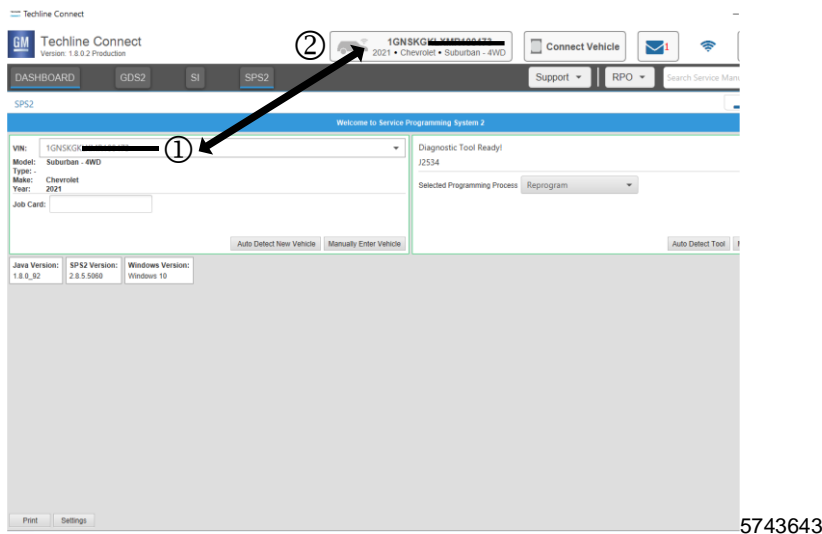 Techline Connect
GM
Techline Connect
Version: 1.8.0.2 Production
②
1GNSKGKLXMR100473
2021 • Chevrolet • Suburban - 4WD
Connect Vehicle
1
DASHBOARD
GDS2
SI
SPS2
Support
RPO
Search Service Manu
SPS2
Welcome to Service Programming System 2
VIN:
1GNSKGK
①
Model: Suburban - 4WD
Type: -
Make: Chevrolet
Year: 2021
Job Card:
Auto Detect New Vehicle
Manually Enter Vehicle
Diagnostic Tool Ready!
J2534
Selected Programming Process
Reprogram
Auto Detect Tool
Java Version:
1.8.0_92
SPS2 Version:
2.8.5.5060
Windows Version:
Windows 10
Print
Settings
5743643